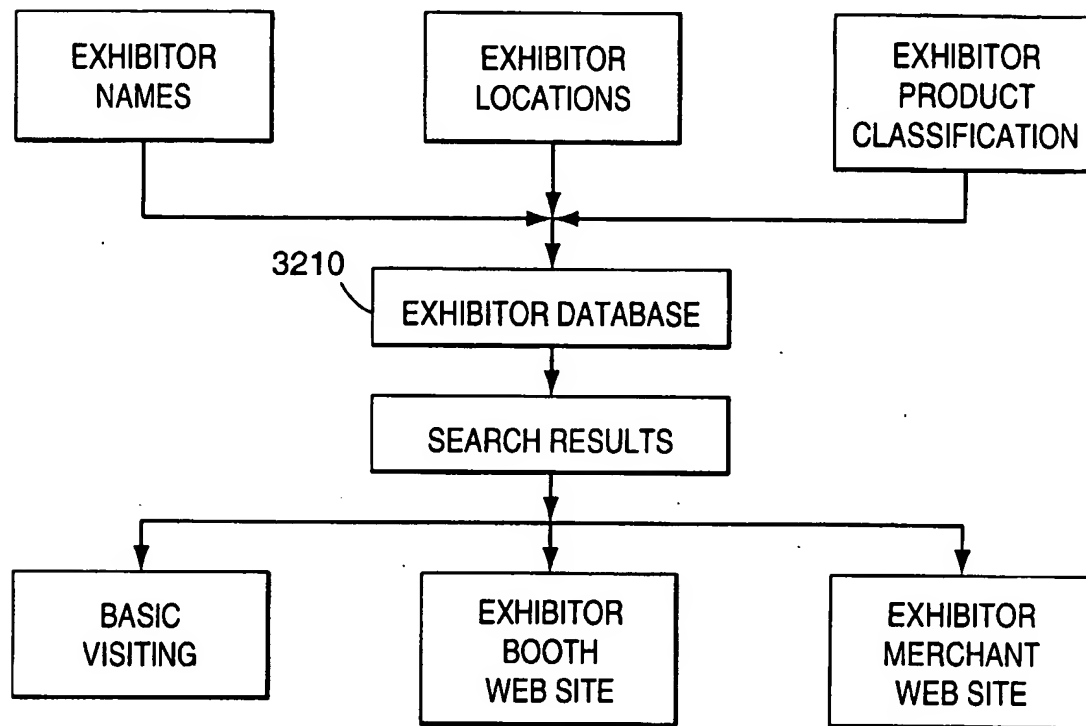 EXHIBITOR
NAMES
EXHIBITOR
LOCATIONS
EXHIBITOR
PRODUCT
CLASSIFICATION
3210
EXHIBITOR DATABASE
SEARCH RESULTS
BASIC
VISITING
EXHIBITOR
BOOTH
WEB SITE
EXHIBITOR
MERCHANT
WEB SITE